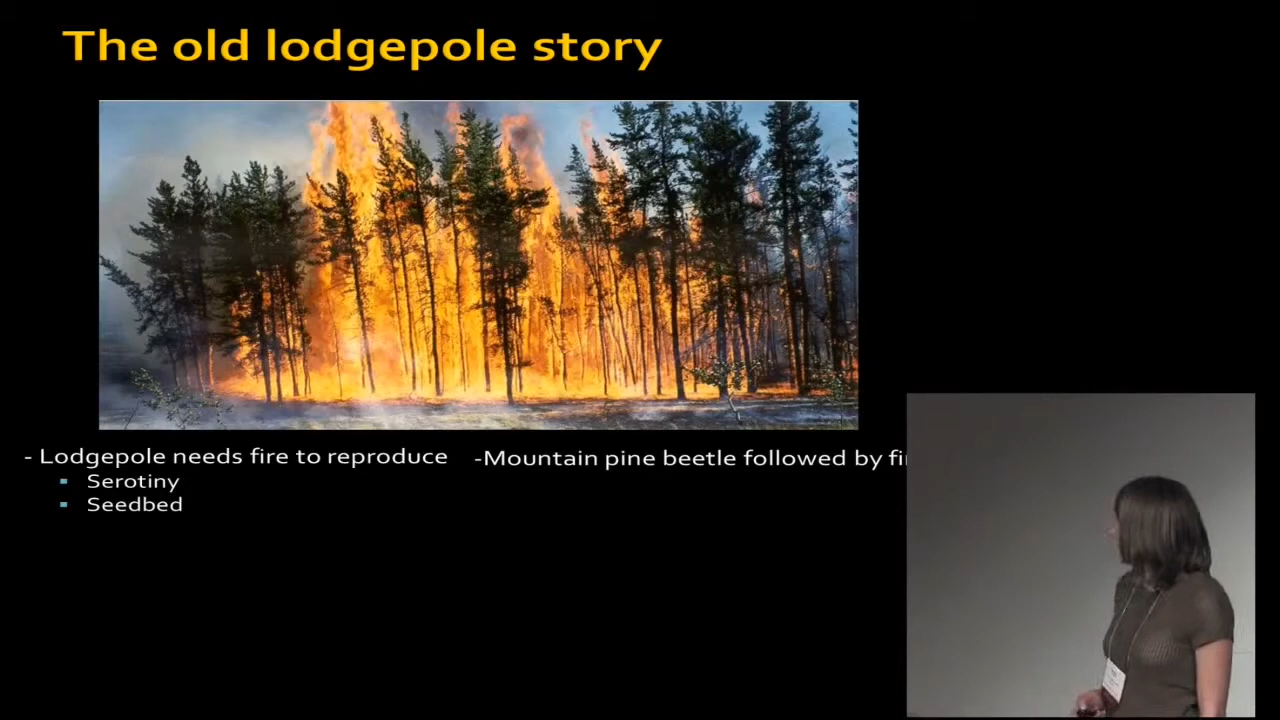 The old lodgepole story
- Lodgepole needs fire to reproduce
▪ Serotiny
▪ Seedbed
-Mountain pine beetle followed by